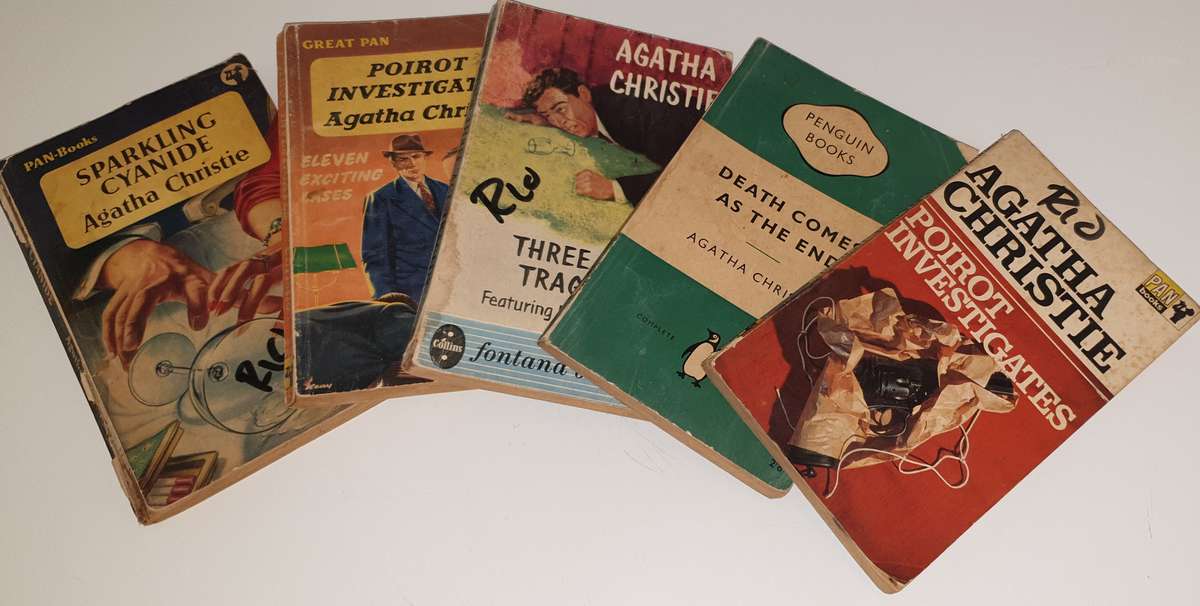 PAN-Books
SPARKLING
CYANIDE
Agatha Christie
GREAT PAN
POIROT
INVESTIGAT
Agatha Chri
ELEVEN
EXCITING
CASES
AGATHA
CHRISTIE
THREE
TRAG
Featuring
Collins
fontana
PENGUIN
BOOKS
DEATH COMES
AS THE END
AGATHA CHRI
COMPLETE
2'6
AGATHA
CHRISTIE
POIROT
INVESTIGATES
PAN
books